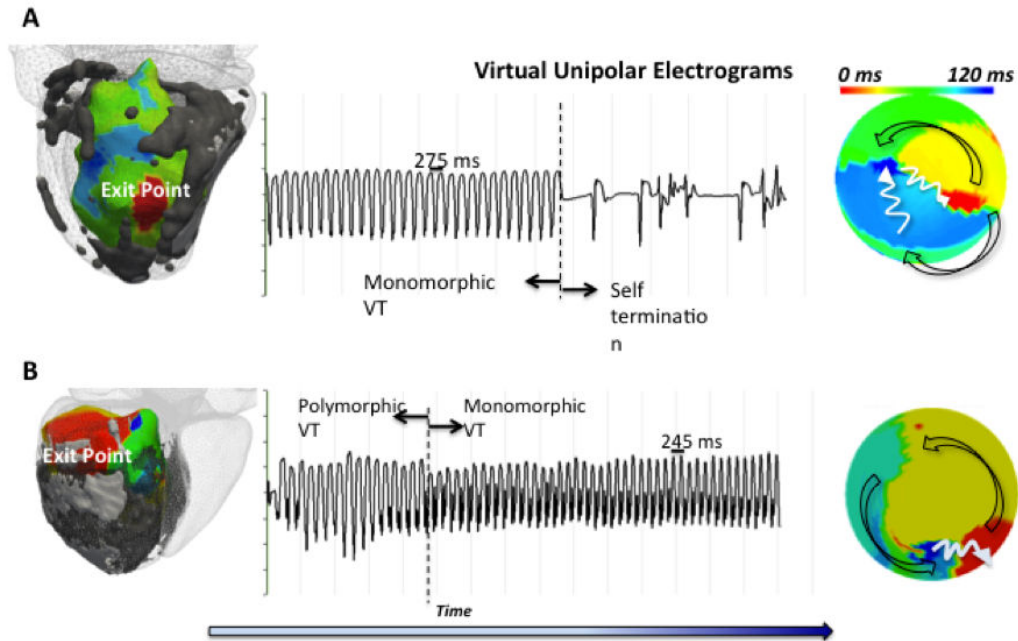 A
Virtual Unipolar Electrograms
0 ms 120 ms
275 ms
Exit Point
Monomorphic
VT
Self
terminatio
n
B
Polymorphic
VT
Monomorphic
VT
245 ms
Exit Point
Time